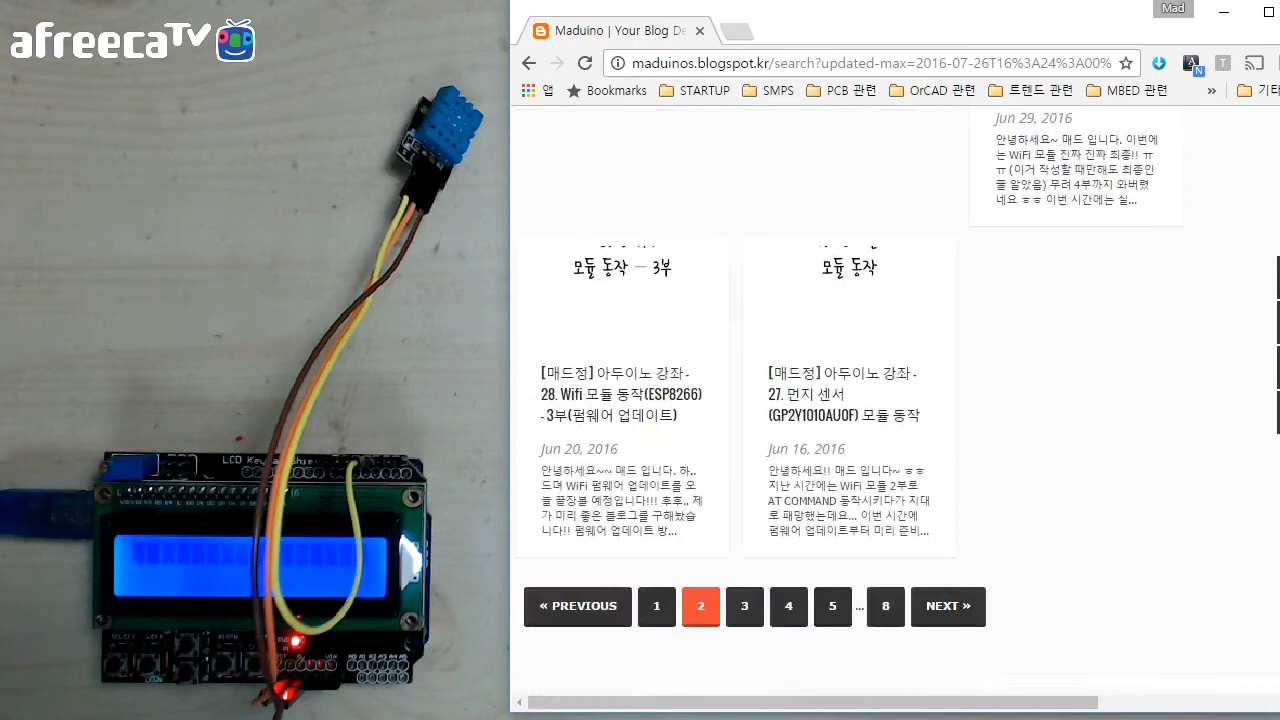 afreecaTV
Mad
Maduino | Your Blog De
maduinos.blogspot.kr/search?updated-max=2016-07-26T16%3A24%3A00%
앱
Bookmarks
STARTUP
SMPS
PCB 관련
OrCAD 관련
트렌드 관련
MBED 관련
»
기타
Jun 29, 2016
안녕하세요~ 매드 입니다. 이번에
는 WiFi 모듈 진짜 진짜 최종!! ㅠ
ㅠ (이거 작성할 때만해도 최종인
줄 알았음) 무려 4부까지 와버렸
네요 ㅎㅎ 이번 시간에는 실...
모듈 동작 - 3부
[매드정] 아두이노 강좌 -
28. Wifi 모듈 동작(ESP8266)
- 3부(펌웨어 업데이트)
Jun 20, 2016
안녕하세요~~ 매드 입니다. 하..
드뎌 WiFi 펌웨어 업데이트를 오
늘 끝장볼 예정입니다!!! ㅎㅎ.. 제
가 미리 좋은 블로그를 구해놨습
니다!! 펌웨어 업데이트 방...
모듈 동작
[매드정] 아두이노 강좌 -
27. 먼지 센서
(GP2Y1010AU0F) 모듈 동작
Jun 16, 2016
안녕하세요!! 매드 입니다~ ㅎㅎ
지난 시간에는 WiFi 모듈 2부로,
AT COMMAND 동작시키다가 그대
로 패망했는데요... 이번 시간에
펌웨어 업데이트부터 미리 준비...
« PREVIOUS
1
2
3
4
5
...
8
NEXT »
LCD Key
SELECT
LEFT
DOWN
RIGHT